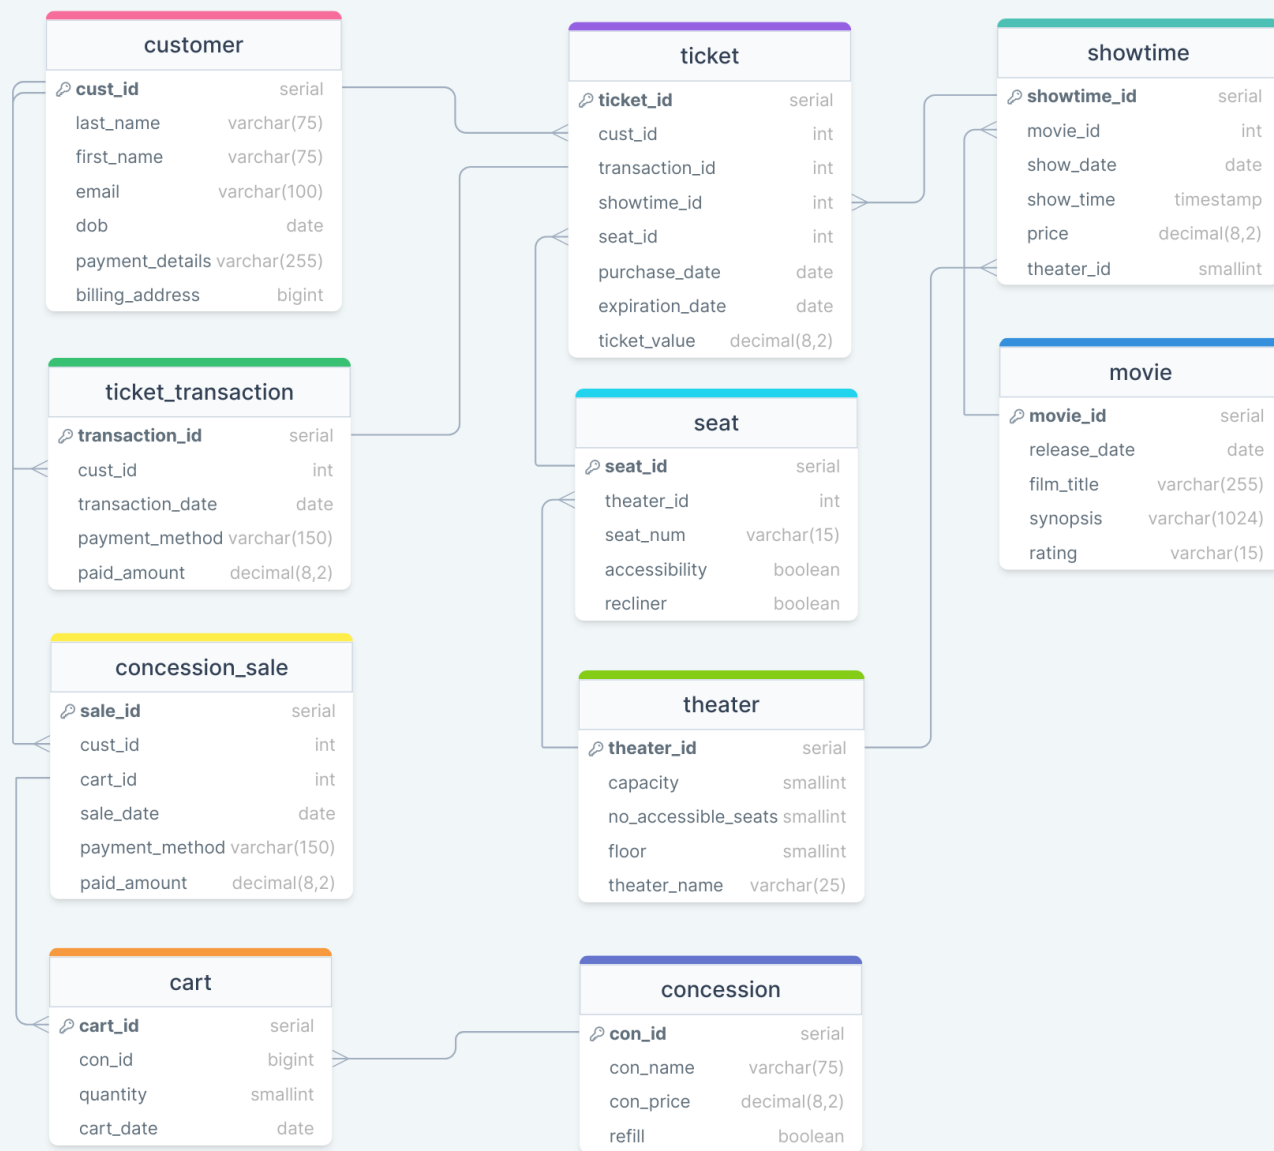 customer
cust_id serial
last_name varchar(75)
first_name varchar(75)
email varchar(100)
dob date
payment_details varchar(255)
billing_address bigint
ticket_transaction
transaction_id serial
cust_id int
transaction_date date
payment_method varchar(150)
paid_amount decimal(8,2)
concession_sale
sale_id serial
cust_id int
cart_id int
sale_date date
payment_method varchar(150)
paid_amount decimal(8,2)
cart
cart_id serial
con_id bigint
quantity smallint
cart_date date
ticket
ticket_id serial
cust_id int
transaction_id int
showtime_id int
seat_id int
purchase_date date
expiration_date date
ticket_value decimal(8,2)
seat
seat_id serial
theater_id int
seat_num varchar(15)
accessibility boolean
recliner boolean
theater
theater_id serial
capacity smallint
no_accessible_seats smallint
floor smallint
theater_name varchar(25)
concession
con_id serial
con_name varchar(75)
con_price decimal(8,2)
refill boolean
showtime
showtime_id serial
movie_id int
show_date date
show_time timestamp
price decimal(8,2)
theater_id smallint
movie
movie_id serial
release_date date
film_title varchar(255)
synopsis varchar(1024)
rating varchar(15)